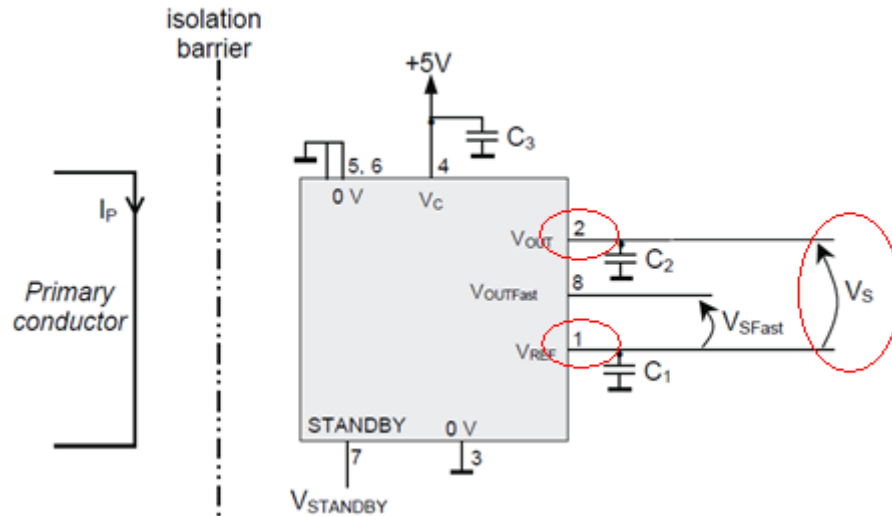 isolation
barrier
+5V
C3
5, 6
4
0 V
VC
IP
Primary
conductor
VOUT
2
C2
VOUTFast
8
VS
VSFast
VREF
1
C1
STANDBY
0 V
7
3
VSTANDBY